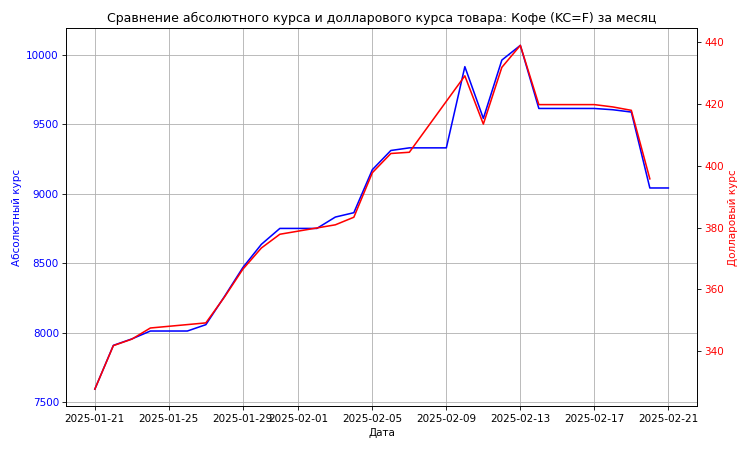 Сравнение абсолютного курса и долларового курса товара: Кофе (KC=F) за месяц
10000
9500
9000
8500
8000
7500
Абсолютный курс
440
420
400
380
360
340
Долларовый курс
2025-01-21 2025-01-25 2025-01-29 2025-02-01 2025-02-05 2025-02-09 2025-02-13 2025-02-17 2025-02-21
Дата